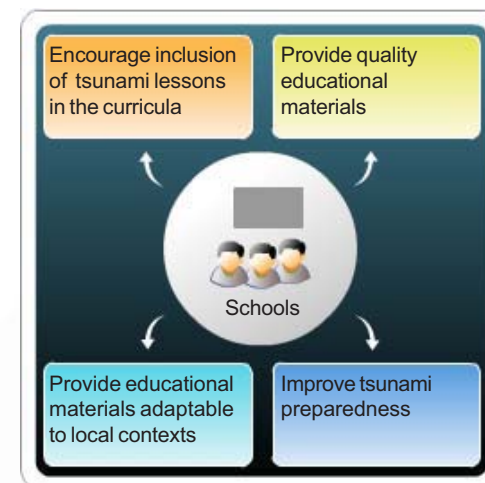 Encourage inclusion
of tsunami lessons
in the curricula
Provide quality
educational
materials
Schools
Provide educational
materials adaptable
to local contexts
Improve tsunami
preparedness